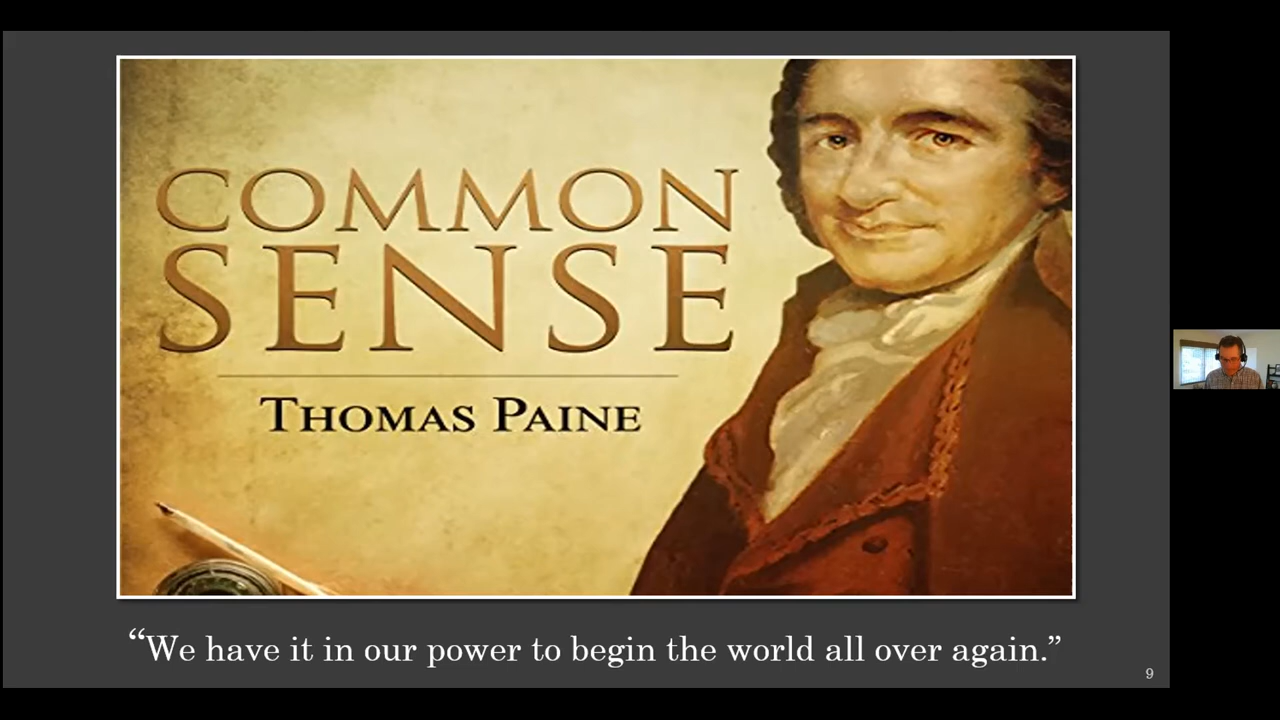 COMMON
SENSE
THOMAS PAINE
“We have it in our power to begin the world all over again.”
9